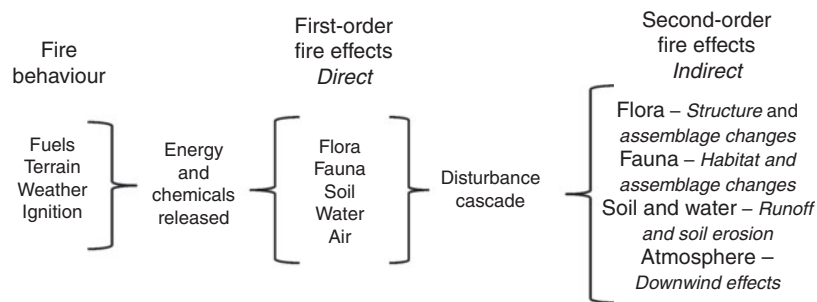 Fire
behaviour
Fuels
Terrain
Weather
Ignition
Energy
and
chemicals
released
First-order
fire effects
Direct
Flora
Fauna
Soil
Water
Air
Disturbance
cascade
Second-order
fire effects
Indirect
Flora – Structure and
assemblage changes
Fauna – Habitat and
assemblage changes
Soil and water – Runoff
and soil erosion
Atmosphere –
Downwind effects